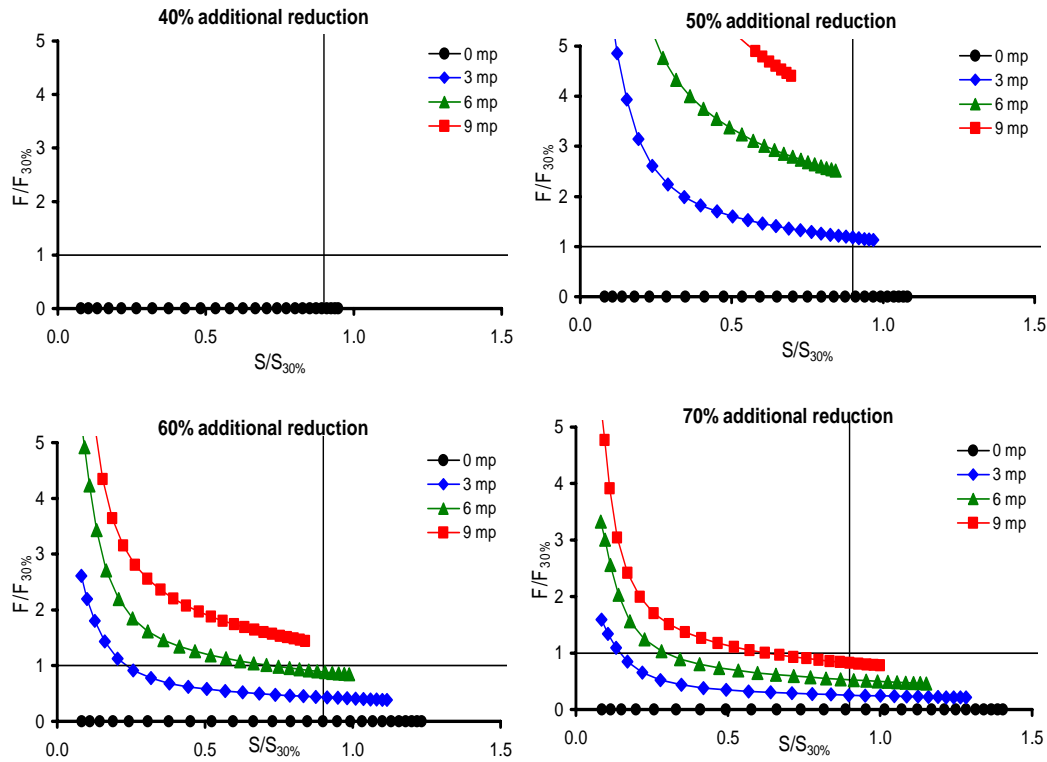 40% additional reduction
5
4
3
2
1
0
0.0 0.5 1.0 1.5
F/F30%
S/S30%
0 mp
3 mp
6 mp
9 mp
50% additional reduction
5
4
3
2
1
0
0.0 0.5 1.0 1.5
F/F30%
S/S30%
0 mp
3 mp
6 mp
9 mp
60% additional reduction
5
4
3
2
1
0
0.0 0.5 1.0 1.5
F/F30%
S/S30%
0 mp
3 mp
6 mp
9 mp
70% additional reduction
5
4
3
2
1
0
0.0 0.5 1.0 1.5
F/F30%
S/S30%
0 mp
3 mp
6 mp
9 mp